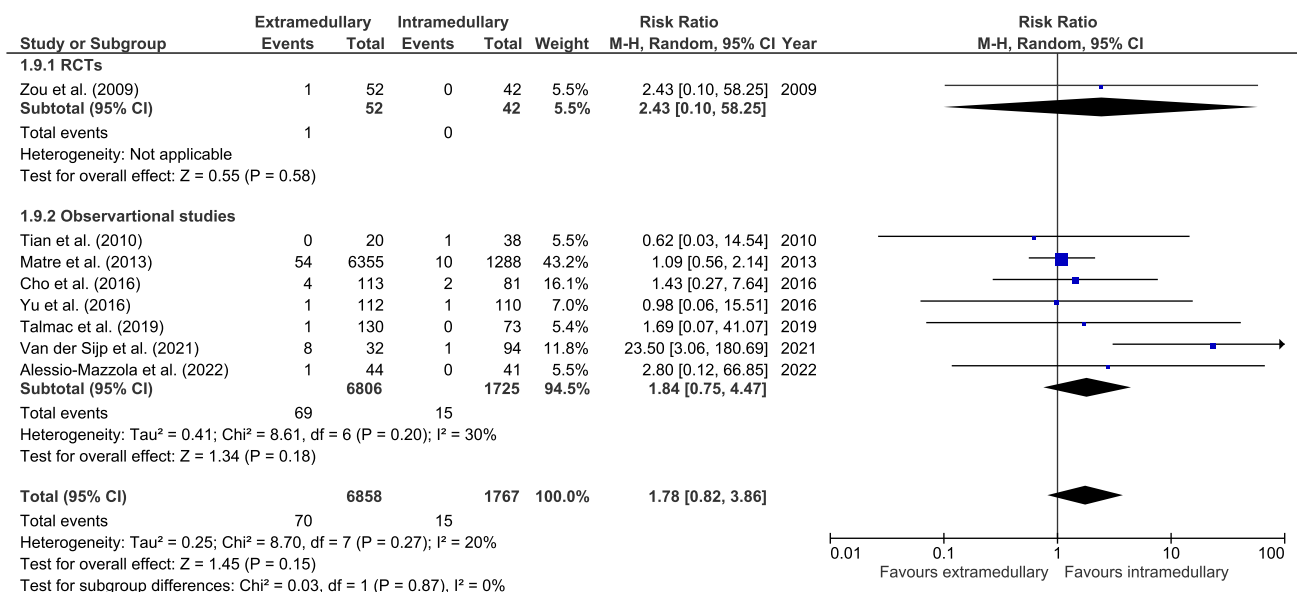 Extramedullary Intramedullary Risk Ratio Risk Ratio
Study or Subgroup Events Total Events Total Weight M-H, Random, 95% CI Year M-H, Random, 95% CI
1.9.1 RCTs
Zou et al. (2009) 1 52 0 42 5.5% 2.43 [0.10, 58.25] 2009
Subtotal (95% CI) 52 42 5.5% 2.43 [0.10, 58.25]
Total events 1 0
Heterogeneity: Not applicable
Test for overall effect: Z = 0.55 (P = 0.58)
1.9.2 Observartional studies
Tian et al. (2010) 0 20 1 38 5.5% 0.62 [0.03, 14.54] 2010
Matre et al. (2013) 54 6355 10 1288 43.2% 1.09 [0.56, 2.14] 2013
Cho et al. (2016) 4 113 2 81 16.1% 1.43 [0.27, 7.64] 2016
Yu et al. (2016) 1 112 1 110 7.0% 0.98 [0.06, 15.51] 2016
Talmac et al. (2019) 1 130 0 73 5.4% 1.69 [0.07, 41.07] 2019
Van der Sijp et al. (2021) 8 32 1 94 11.8% 23.50 [3.06, 180.69] 2021
Alessio-Mazzola et al. (2022) 1 44 0 41 5.5% 2.80 [0.12, 66.85] 2022
Subtotal (95% CI) 6806 1725 94.5% 1.84 [0.75, 4.47]
Total events 69 15
Heterogeneity: Tau² = 0.41; Chi² = 8.61, df = 6 (P = 0.20); I² = 30%
Test for overall effect: Z = 1.34 (P = 0.18)
Total (95% CI) 6858 1767 100.0% 1.78 [0.82, 3.86]
Total events 70 15
Heterogeneity: Tau² = 0.25; Chi² = 8.70, df = 7 (P = 0.27); I² = 20%
Test for overall effect: Z = 1.45 (P = 0.15)
Test for subgroup differences: Chi² = 0.03, df = 1 (P = 0.87), I² = 0%
0.01 0.1 1 10 100
Favours extramedullary Favours intramedullary